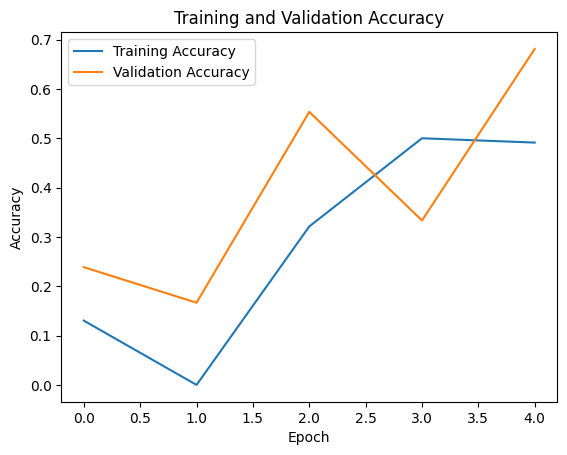 Training and Validation Accuracy
Training Accuracy
Validation Accuracy
Accuracy
0.7
0.6
0.5
0.4
0.3
0.2
0.1
0.0
0.0 0.5 1.0 1.5 2.0 2.5 3.0 3.5 4.0
Epoch